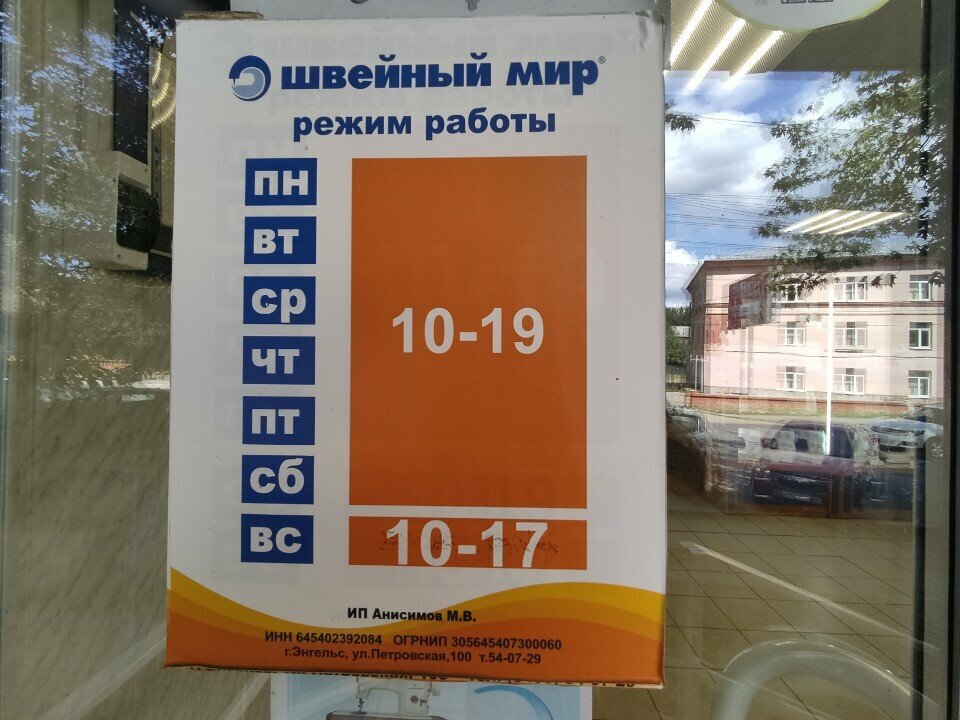 швейный мир®
режим работы
пн
вт
ср
чт
пт
сб
вс
10-19
10-17
ИП Анисимов М.В.
ИНН 645402392084 ОГРНИП 305645407300060
г.Энгельс, ул.Петровская,100 т.54-07-29